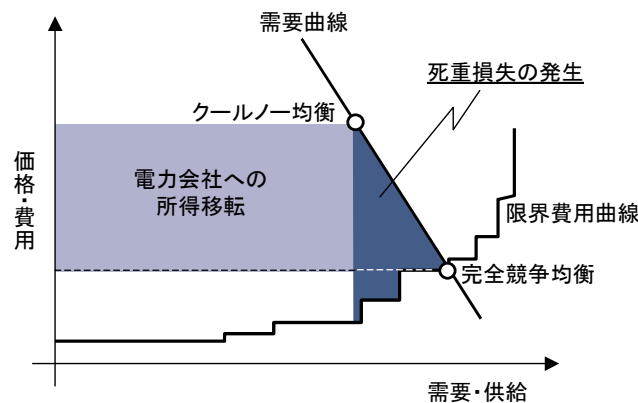 需要曲線
死重損失の発生
クールノー均衡
価格・費用
電力会社への
所得移転
限界費用曲線
完全競争均衡
需要・供給